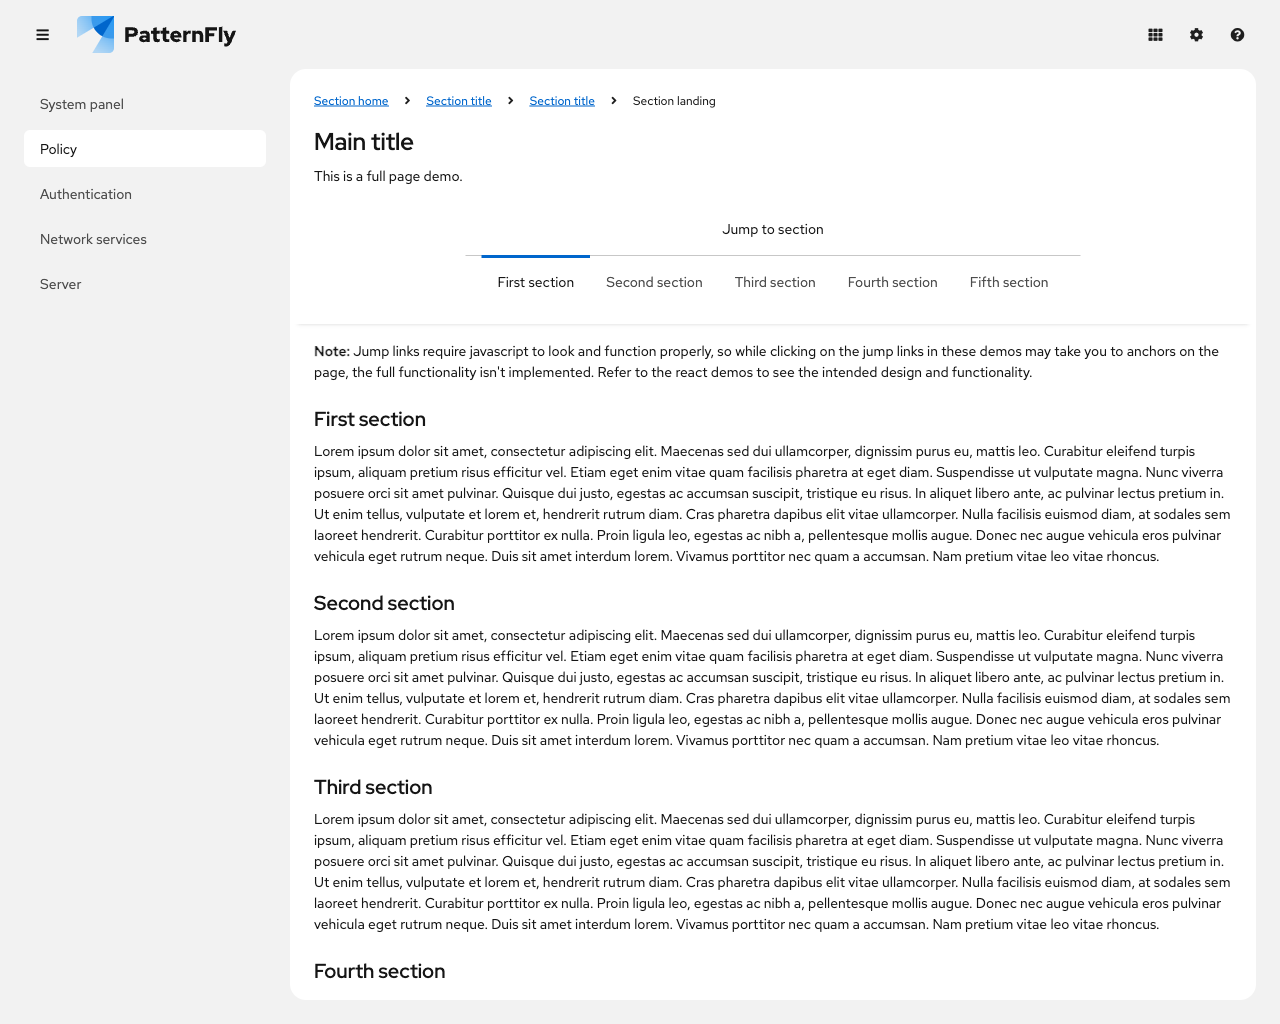 PatternFly
System panel
Policy
Authentication
Network services
Server
Section home Section title Section title Section landing
Main title
This is a full page demo.
Jump to section
First section Second section Third section Fourth section Fifth section
Note: Jump links require javascript to look and function properly, so while clicking on the jump links in these demos may take you to anchors on the
page, the full functionality isn't implemented. Refer to the react demos to see the intended design and functionality.
First section
Lorem ipsum dolor sit amet, consectetur adipiscing elit. Maecenas sed dui ullamcorper, dignissim purus eu, mattis leo. Curabitur eleifend turpis
ipsum, aliquam pretium risus efficitur vel. Etiam eget enim vitae quam facilisis pharetra at eget diam. Suspendisse ut vulputate magna. Nunc viverra
posuere orci sit amet pulvinar. Quisque dui justo, egestas ac accumsan suscipit, tristique eu risus. In aliquet libero ante, ac pulvinar lectus pretium in.
Ut enim tellus, vulputate et lorem et, hendrerit rutrum diam. Cras pharetra dapibus elit vitae ullamcorper. Nulla facilisis euismod diam, at sodales sem
laoreet hendrerit. Curabitur porttitor ex nulla. Proin ligula leo, egestas ac nibh a, pellentesque mollis augue. Donec nec augue vehicula eros pulvinar
vehicula eget rutrum neque. Duis sit amet interdum lorem. Vivamus porttitor nec quam a accumsan. Nam pretium vitae leo vitae rhoncus.
Second section
Lorem ipsum dolor sit amet, consectetur adipiscing elit. Maecenas sed dui ullamcorper, dignissim purus eu, mattis leo. Curabitur eleifend turpis
ipsum, aliquam pretium risus efficitur vel. Etiam eget enim vitae quam facilisis pharetra at eget diam. Suspendisse ut vulputate magna. Nunc viverra
posuere orci sit amet pulvinar. Quisque dui justo, egestas ac accumsan suscipit, tristique eu risus. In aliquet libero ante, ac pulvinar lectus pretium in.
Ut enim tellus, vulputate et lorem et, hendrerit rutrum diam. Cras pharetra dapibus elit vitae ullamcorper. Nulla facilisis euismod diam, at sodales sem
laoreet hendrerit. Curabitur porttitor ex nulla. Proin ligula leo, egestas ac nibh a, pellentesque mollis augue. Donec nec augue vehicula eros pulvinar
vehicula eget rutrum neque. Duis sit amet interdum lorem. Vivamus porttitor nec quam a accumsan. Nam pretium vitae leo vitae rhoncus.
Third section
Lorem ipsum dolor sit amet, consectetur adipiscing elit. Maecenas sed dui ullamcorper, dignissim purus eu, mattis leo. Curabitur eleifend turpis
ipsum, aliquam pretium risus efficitur vel. Etiam eget enim vitae quam facilisis pharetra at eget diam. Suspendisse ut vulputate magna. Nunc viverra
posuere orci sit amet pulvinar. Quisque dui justo, egestas ac accumsan suscipit, tristique eu risus. In aliquet libero ante, ac pulvinar lectus pretium in.
Ut enim tellus, vulputate et lorem et, hendrerit rutrum diam. Cras pharetra dapibus elit vitae ullamcorper. Nulla facilisis euismod diam, at sodales sem
laoreet hendrerit. Curabitur porttitor ex nulla. Proin ligula leo, egestas ac nibh a, pellentesque mollis augue. Donec nec augue vehicula eros pulvinar
vehicula eget rutrum neque. Duis sit amet interdum lorem. Vivamus porttitor nec quam a accumsan. Nam pretium vitae leo vitae rhoncus.
Fourth section